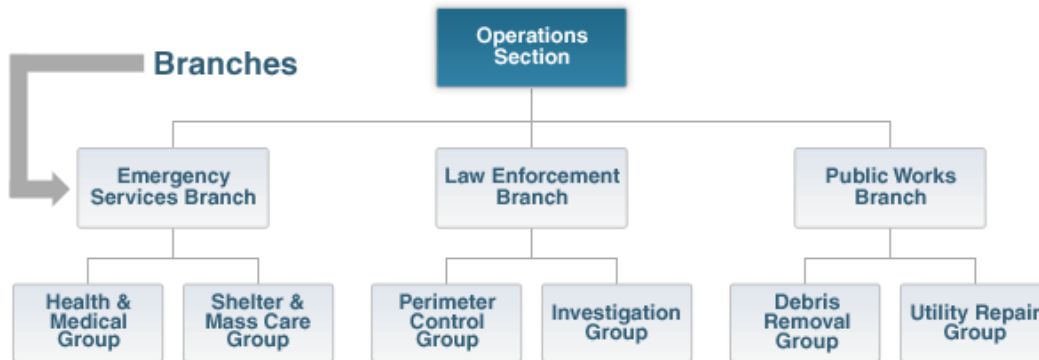 Operations
Section
Branches
Emergency
Services Branch
Law Enforcement
Branch
Public Works
Branch
Health &
Medical
Group
Shelter &
Mass Care
Group
Perimeter
Control
Group
Investigation
Group
Debris
Removal
Group
Utility Repair
Group